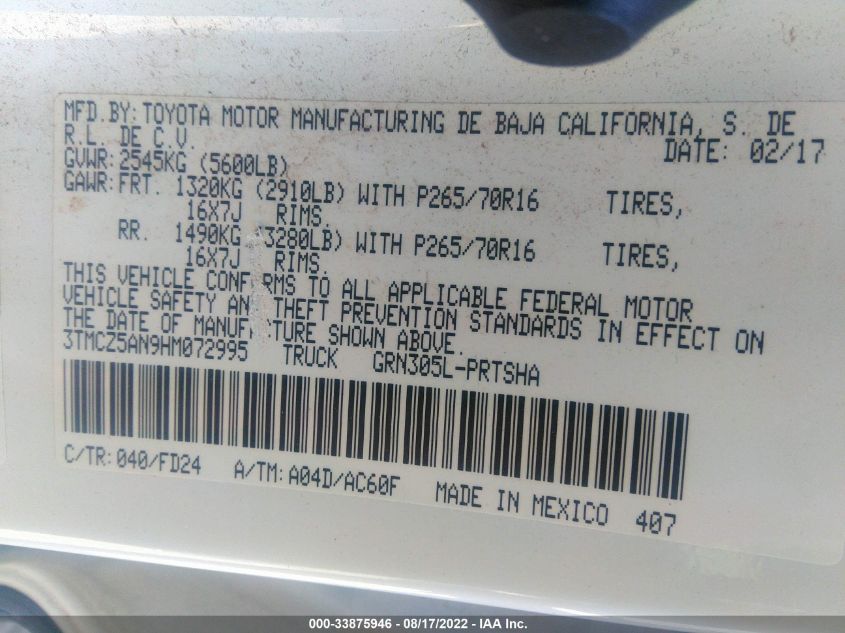 MFD.BY:TOYOTA MOTOR MANUFACTURING DE BAJA CALIFORNIA, S. DE
R.L. DE C.V. DATE: 02/17
GVWR:2545KG (5600LB)
GAWR:FRT. 1320KG (2910LB) WITH P265/70R16 TIRES,
16X7J RIMS.
RR. 1490KG 3280LB) WITH P265/70R16 TIRES,
16X7J RIMS.
THIS VEHICLE CONF RMS TO ALL APPLICABLE FEDERAL MOTOR
VEHICLE SAFETY AN THEFT PREVENTION STANDARDS IN EFFECT ON
THE DATE OF MANUF TURE SHOWN ABOVE.
3TMCZ5AN9HM072995 TRUCK GRN305L-PRTSHA
C/TR:040/FD24 A/TM:A04D/AC60F MADE IN MEXICO 407
000-33875946 - 08/17/2022 - IAA Inc.